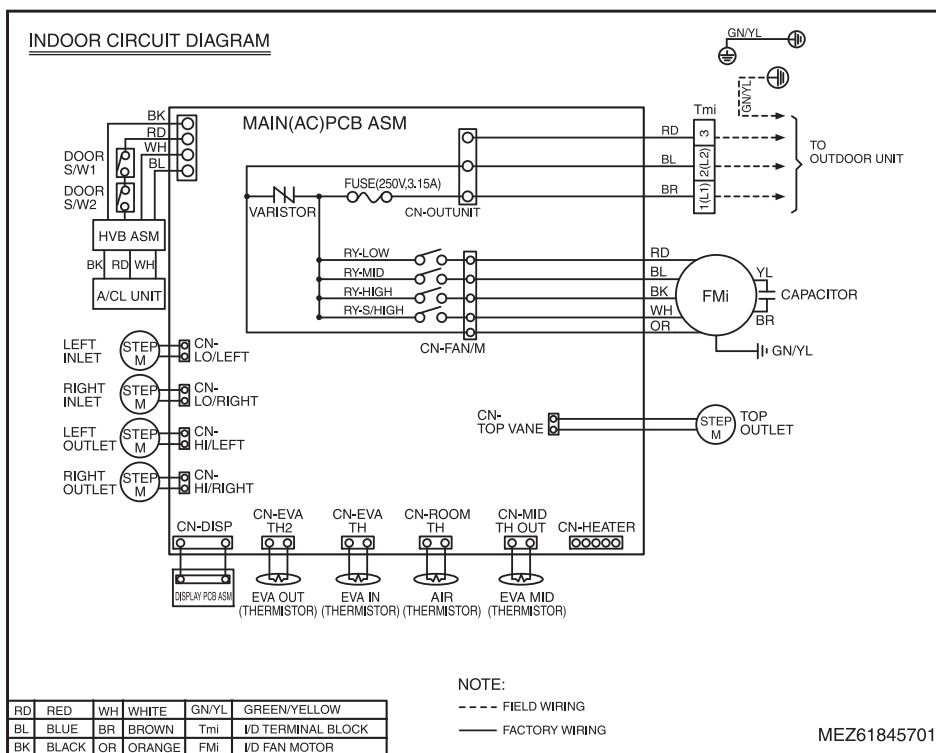 INDOOR CIRCUIT DIAGRAM
GN/YL
GN/YL
MAIN(AC)PCB ASM
BK
RD
WH
BL
DOOR
S/W1
DOOR
S/W2
HVB ASM
BK RD WH
A/CL UNIT
VARISTOR
FUSE(250V,3.15A)
CN-OUTUNIT
RD
BL
BR
Tmi
3
2(L2)
1(L1)
TO
OUTDOOR UNIT
RY-LOW
RY-MID
RY-HIGH
RY-S/HIGH
CN-FAN/M
RD
BL
BK
WH
OR
FMi
YL
CAPACITOR
BR
GN/YL
LEFT
INLET
STEP
M
CN-
LO/LEFT
RIGHT
INLET
STEP
M
CN-
LO/RIGHT
LEFT
OUTLET
STEP
M
CN-
HI/LEFT
RIGHT
OUTLET
STEP
M
CN-
HI/RIGHT
CN-
TOP VANE
STEP
M
TOP
OUTLET
CN-DISP
CN-EVA
TH2
CN-EVA
TH
CN-ROOM
TH
CN-MID
TH OUT
CN-HEATER
DISPLAY PCB ASM
EVA OUT
(THERMISTOR)
EVA IN
(THERMISTOR)
AIR
(THERMISTOR)
EVA MID
(THERMISTOR)
RD RED WH WHITE GN/YL GREEN/YELLOW
BL BLUE BR BROWN Tmi I/D TERMINAL BLOCK
BK BLACK OR ORANGE FMi I/D FAN MOTOR
NOTE:
FIELD WIRING
FACTORY WIRING
MEZ61845701